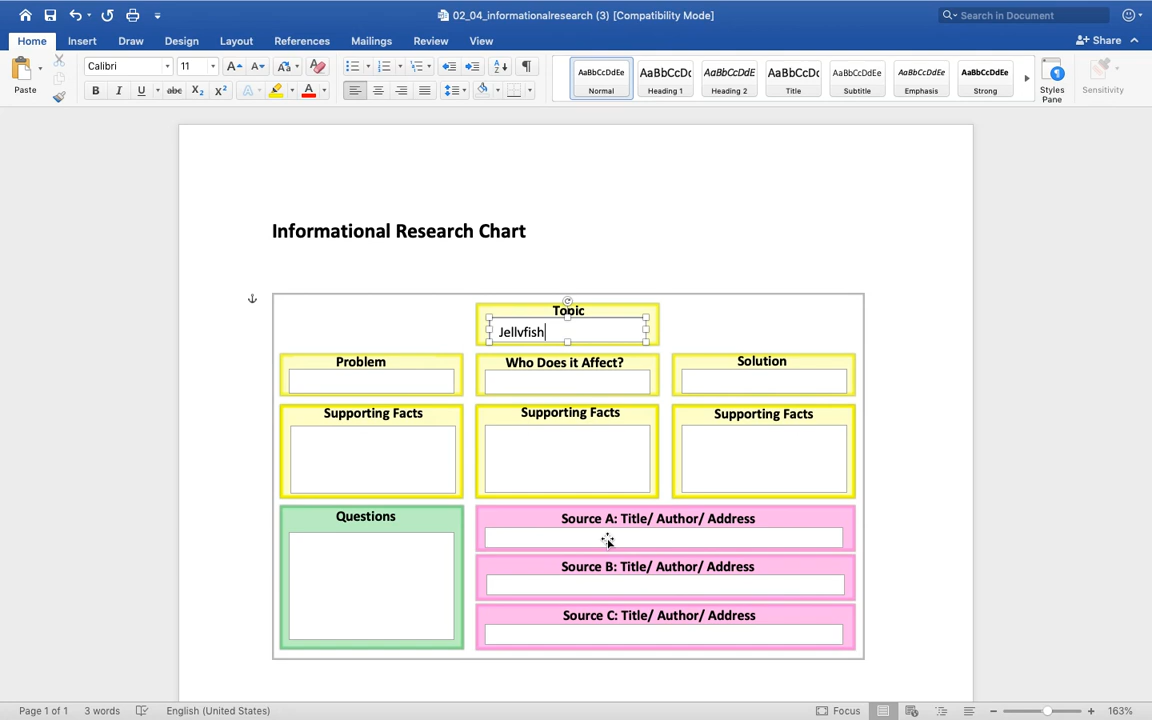 02_04_informationalresearch (3) [Compatibility Mode]
Search in Document
Home Insert Draw Design Layout References Mailings Review View
Share
Paste
Calibri 11
B I U abc X2 X2 A A
AaBbCcDdEe AaBbCcDc AaBbCcDdE AaBbCcDc AaBbCcDdEe AaBbCcDdEe AaBbCcDdEe
Normal Heading 1 Heading 2 Title Subtitle Emphasis Strong
Styles Pane
Sensitivity
Informational Research Chart
Topic
Jellyfish
Problem Who Does it Affect? Solution
Supporting Facts Supporting Facts Supporting Facts
Questions
Source A: Title/ Author/ Address
Source B: Title/ Author/ Address
Source C: Title/ Author/ Address
Page 1 of 1 3 words English (United States) Focus 163%